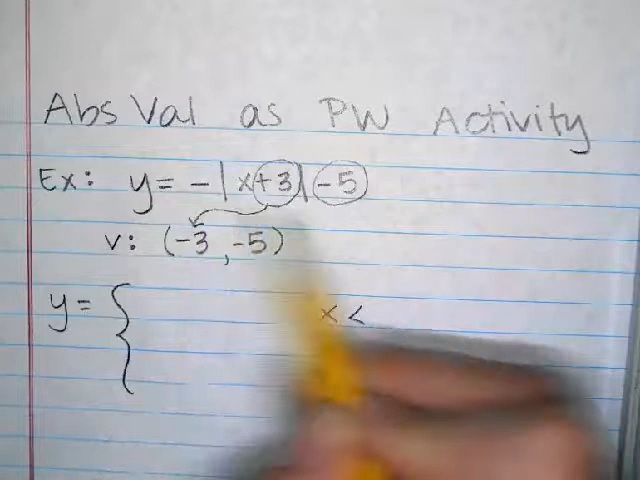 Abs Val as PW Activity
Ex: y = -|x+3|-5
v: (-3, -5)
y = {
x <